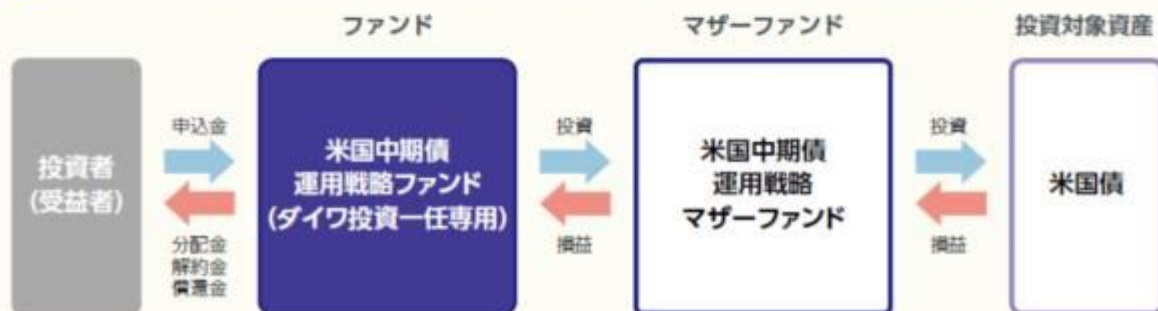 ファンド
マザーファンド
投資対象資産
投資者
(受益者)
申込金
分配金
解約金
償還金
米国中期債
運用戦略ファンド
(ダイワ投資一任専用)
投資
損益
米国中期債
運用戦略
マザーファンド
投資
損益
米国債